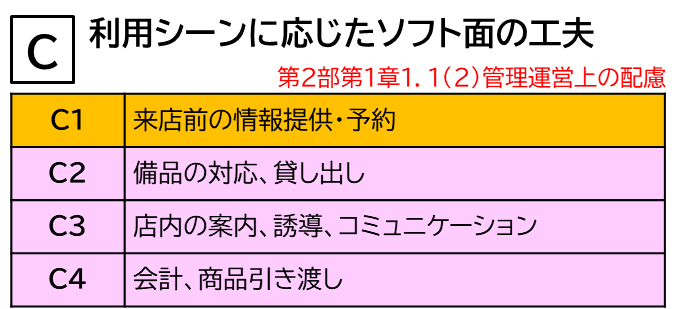 C 利用シーンに応じたソフト面の工夫
第2部第1章1.1(2)管理運営上の配慮
C1 来店前の情報提供・予約
C2 備品の対応、貸し出し
C3 店内の案内、誘導、コミュニケーション
C4 会計、商品引き渡し